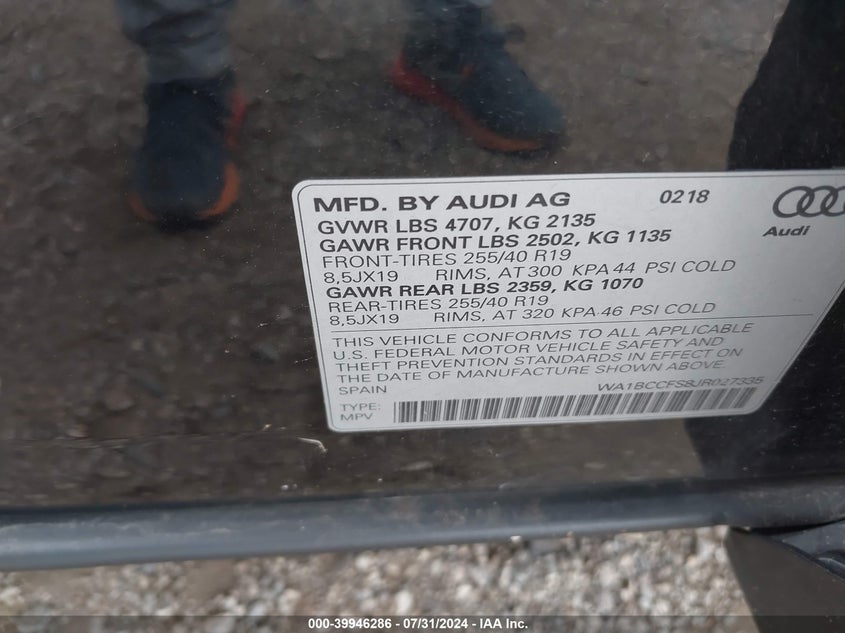 MFD. BY AUDI AG 0218
GVWR LBS 4707, KG 2135
GAWR FRONT LBS 2502, KG 1135
Audi
FRONT-TIRES 255/40 R19
8,5JX19 RIMS, AT 300 KPA 44 PSI COLD
GAWR REAR LBS 2359, KG 1070
REAR-TIRES 255/40 R19
8,5JX19 RIMS, AT 320 KPA 46 PSI COLD
THIS VEHICLE CONFORMS TO ALL APPLICABLE
U.S. FEDERAL MOTOR VEHICLE SAFETY AND
THEFT PREVENTION STANDARDS IN EFFECT ON
THE DATE OF MANUFACTURE SHOWN ABOVE.
SPAIN WA1BCCFS8JR027335
TYPE:
MPV
000-39946286 - 07/31/2024 - IAA Inc.